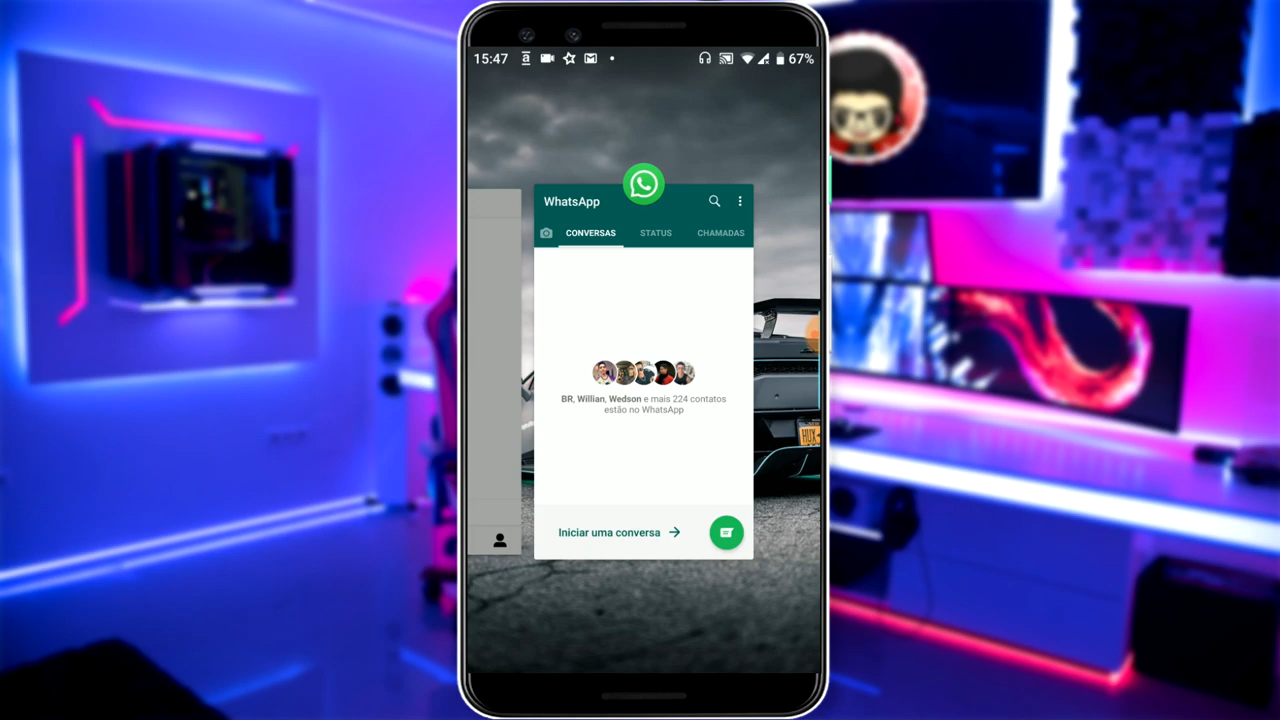 15:47
67%
WhatsApp
CONVERSAS STATUS CHAMADAS
BR, Willian, Wedson e mais 224 contatos
estão no WhatsApp
HUX
Iniciar uma conversa